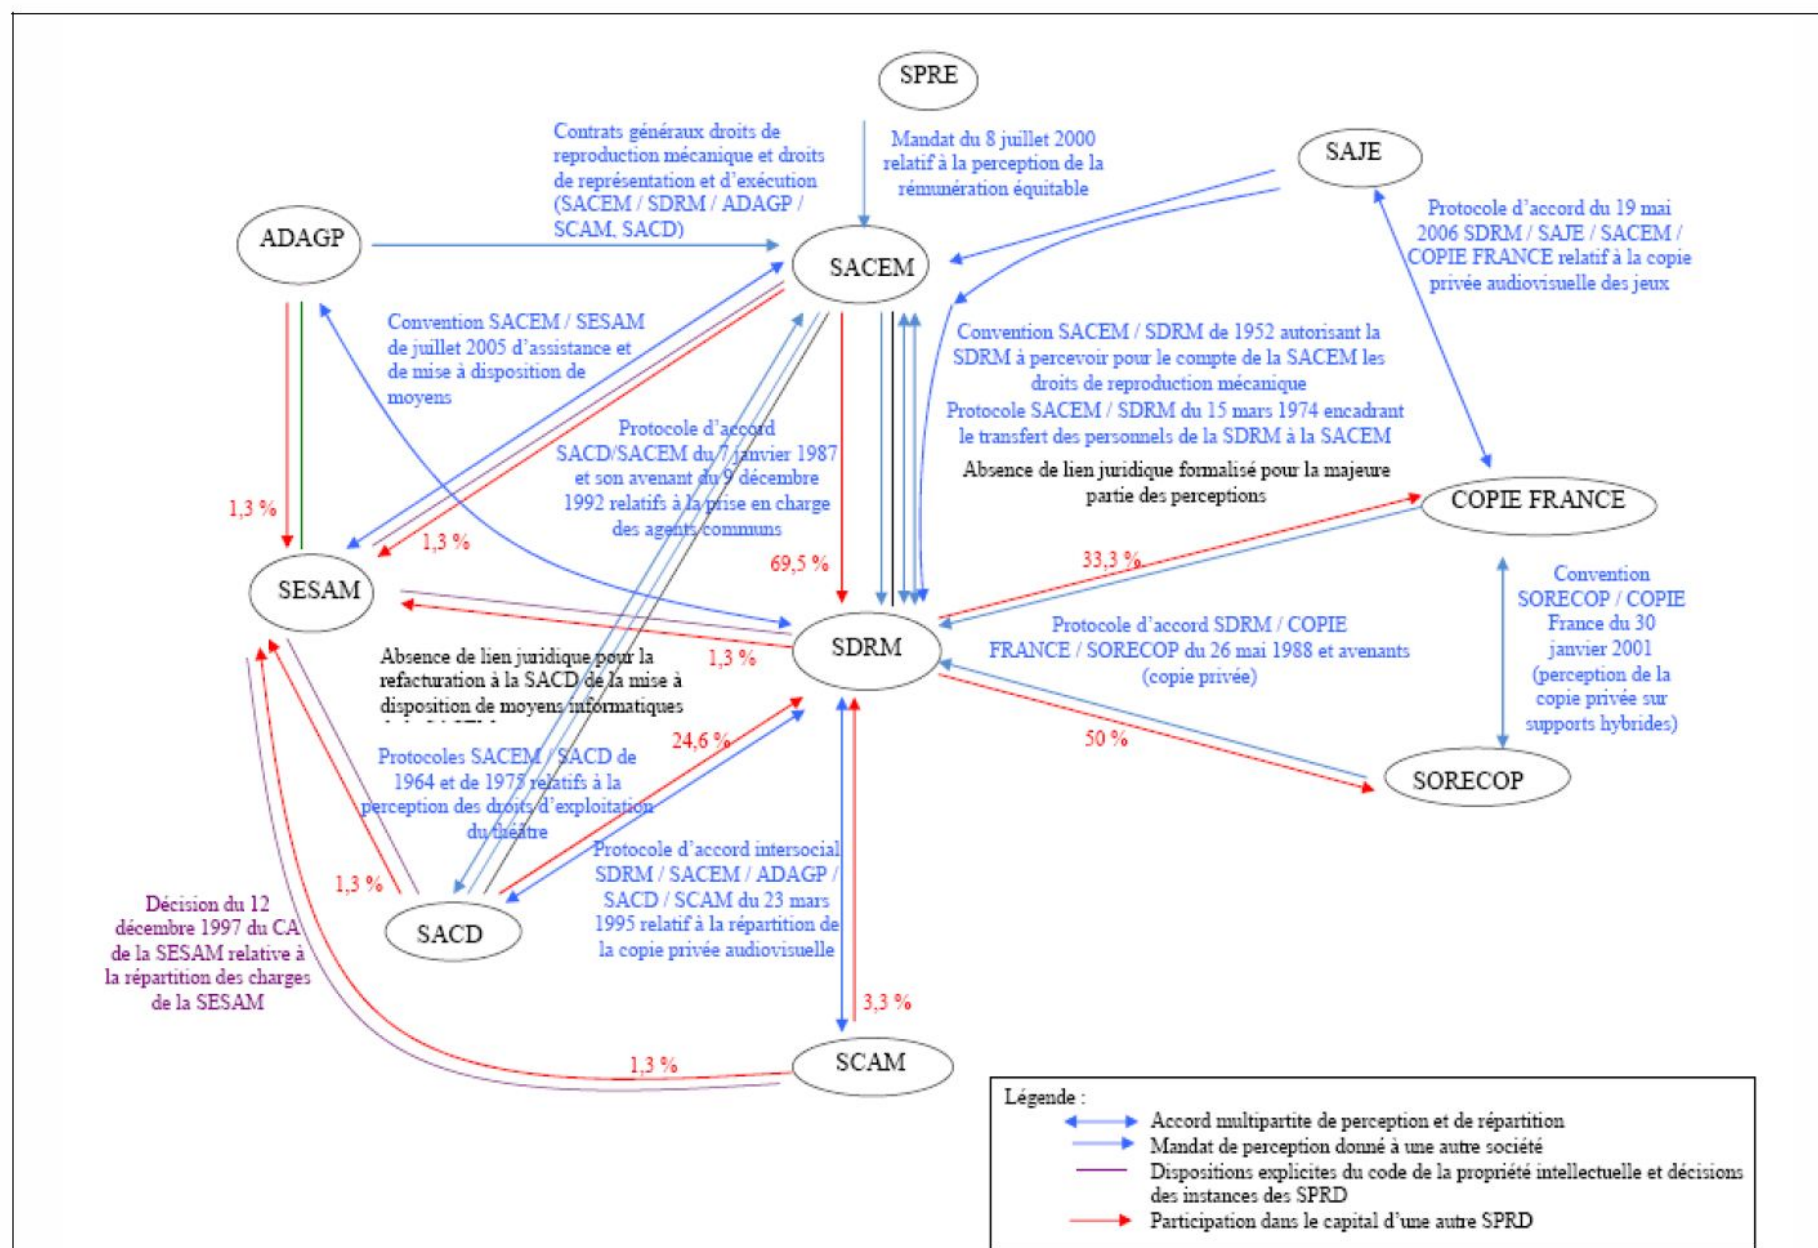 SPRE
Contrats généraux droits de
reproduction mécanique et droits
de représentation et d'exécution
(SACEM / SDRM / ADAGP /
SCAM, SACD)
Mandat du 8 juillet 2000
relatif à la perception de la
rémunération équitable
SAJE
ADAGP
SACEM
Protocole d'accord du 19 mai
2006 SDRM / SAJE / SACEM /
COPIE FRANCE relatif à la copie
privée audiovisuelle des jeux
Convention SACEM / SESAM
de juillet 2005 d'assistance et
de mise à disposition de
moyens
Convention SACEM / SDRM de 1952 autorisant la
SDRM à percevoir pour le compte de la SACEM les
droits de reproduction mécanique
Protocole SACEM / SDRM du 15 mars 1974 encadrant
le transfert des personnels de la SDRM à la SACEM
Absence de lien juridique formalisé pour la majeure
partie des perceptions
Protocole d'accord
SACD/SACEM du 7 janvier 1987
et son avenant du 9 décembre
1992 relatifs à la prise en charge
des agents communs
COPIE FRANCE
1,3 %
1,3 %
69,5 %
33,3 %
SESAM
Convention
SORECOP / COPIE
France du 30
janvier 2001
(perception de la
copie privée sur
supports hybrides)
SDRM
1,3 %
Protocole d'accord SDRM / COPIE
FRANCE / SORECOP du 26 mai 1988 et avenants
(copie privée)
Absence de lien juridique pour la
refacturation à la SACD de la mise à
disposition de moyens informatiques
24,6 %
50 %
SORECOP
Protocoles SACEM / SACD de
1964 et de 1975 relatifs à la
perception des droits d'exploitation
du théâtre
Protocole d'accord intersocial
SDRM / SACEM / ADAGP /
SACD / SCAM du 23 mars
1995 relatif à la répartition de
la copie privée audiovisuelle
1,3 %
SACD
Décision du 12
décembre 1997 du CA
de la SESAM relative à
la répartition des charges
de la SESAM
3,3 %
1,3 %
SCAM
Légende :
Accord multipartite de perception et de répartition
Mandat de perception donné à une autre société
Dispositions explicites du code de la propriété intellectuelle et décisions
des instances des SPRD
Participation dans le capital d'une autre SPRD